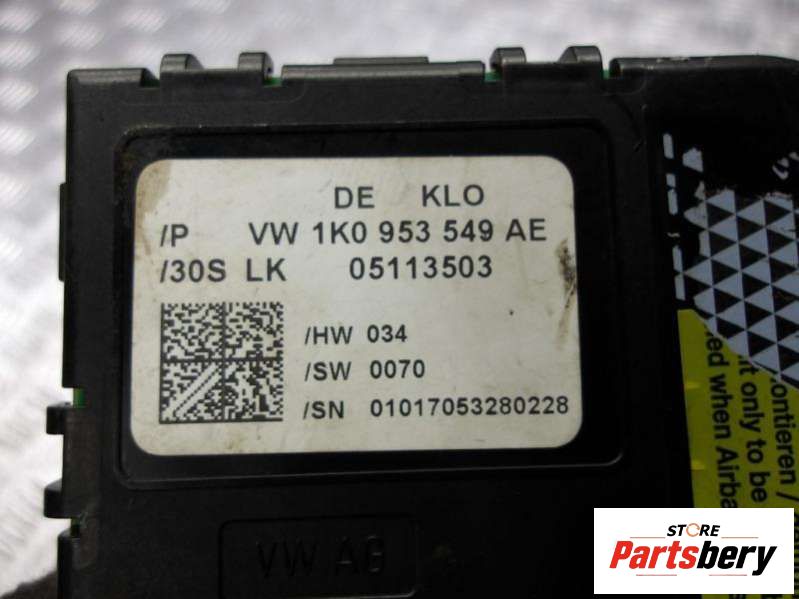 DE KLO
/P VW 1K0 953 549 AE
/30S LK 05113503
/HW 034
/SW 0070
/SN 01017053280228
VW AG
ontieren /
t only to be
ed when Airba
STORE
Partsbery